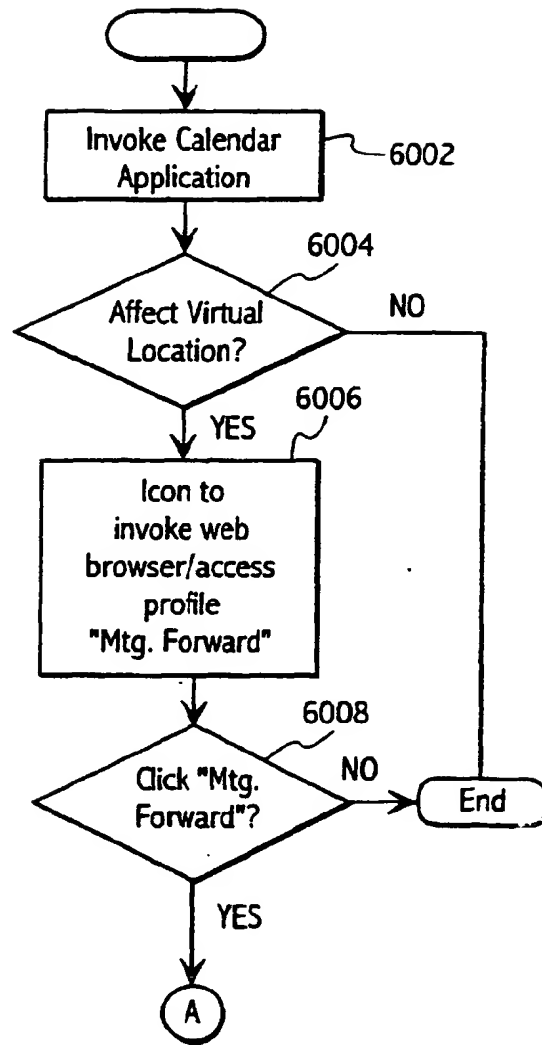 Invoke Calendar
Application
6002
6004
Affect Virtual
Location?
NO
YES
6006
Icon to
invoke web
browser/access
profile
"Mtg. Forward"
6008
Click "Mtg.
Forward"?
NO
End
YES
A